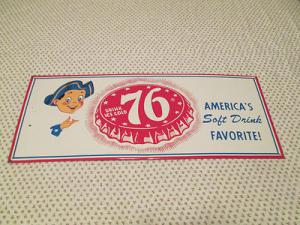 DRINK
ICE COLD
76
AMERICA'S
Soft Drink
FAVORITE!